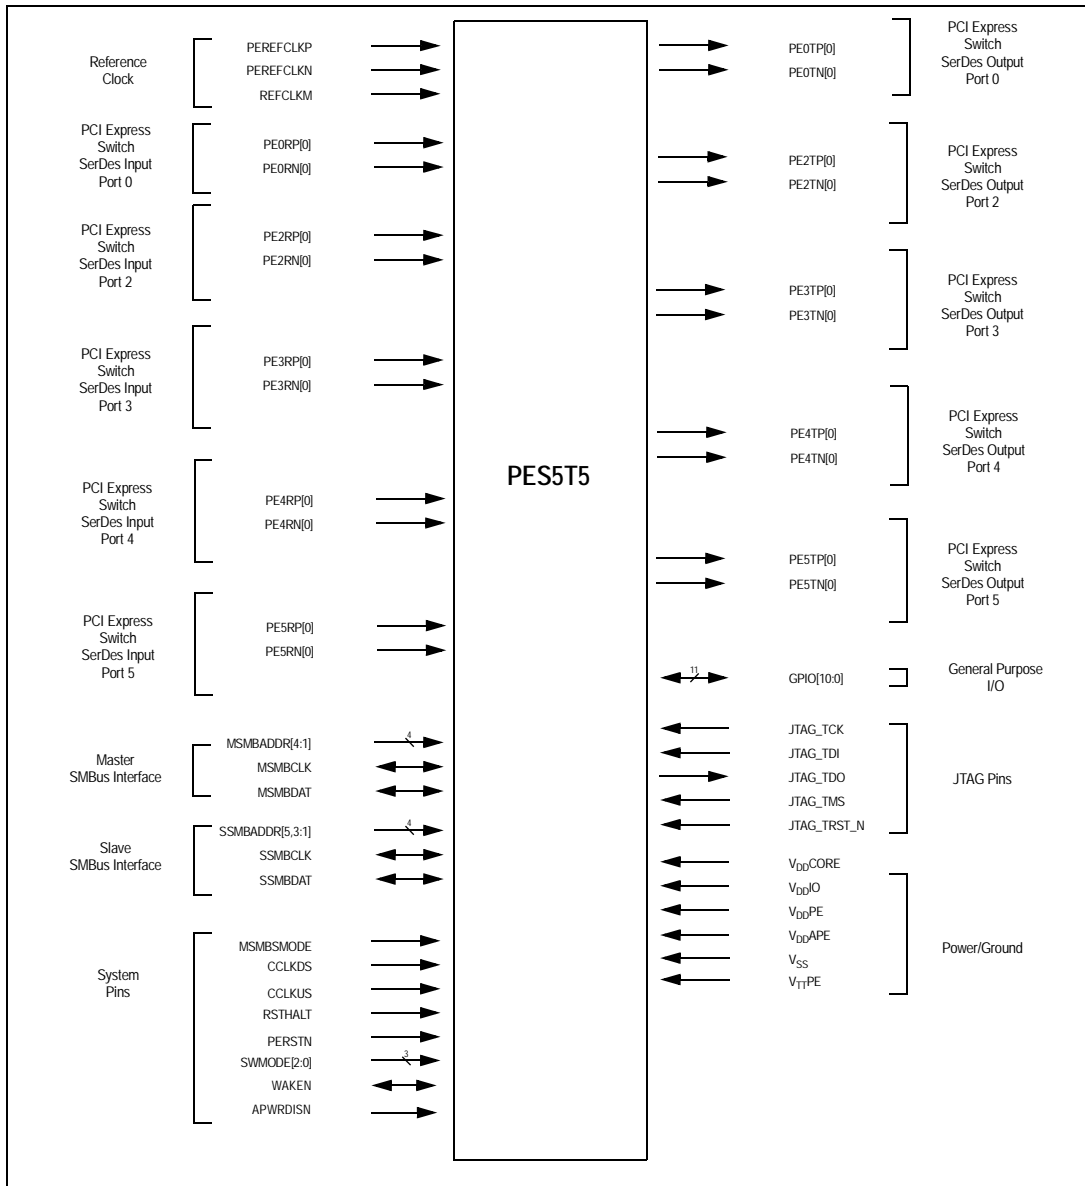 Reference
Clock
PEREFCLKP
PEREFCLKN
REFCLKM
PCI Express
Switch
SerDes Input
Port 0
PE0RP[0]
PE0RN[0]
PCI Express
Switch
SerDes Input
Port 2
PE2RP[0]
PE2RN[0]
PCI Express
Switch
SerDes Input
Port 3
PE3RP[0]
PE3RN[0]
PCI Express
Switch
SerDes Input
Port 4
PE4RP[0]
PE4RN[0]
PCI Express
Switch
SerDes Input
Port 5
PE5RP[0]
PE5RN[0]
Master
SMBus Interface
MSMBADDR[4:1]
4
MSMBCLK
MSMBDAT
Slave
SMBus Interface
SSMBADDR[5,3:1]
4
SSMBCLK
SSMBDAT
System
Pins
MSMBSMODE
CCLKDS
CCLKUS
RSTHALT
PERSTN
SWMODE[2:0]
3
WAKEN
APWRDISN
PES5T5
PE0TP[0]
PE0TN[0]
PCI Express
Switch
SerDes Output
Port 0
PE2TP[0]
PE2TN[0]
PCI Express
Switch
SerDes Output
Port 2
PE3TP[0]
PE3TN[0]
PCI Express
Switch
SerDes Output
Port 3
PE4TP[0]
PE4TN[0]
PCI Express
Switch
SerDes Output
Port 4
PE5TP[0]
PE5TN[0]
PCI Express
Switch
SerDes Output
Port 5
11
GPIO[10:0]
General Purpose
I/O
JTAG_TCK
JTAG_TDI
JTAG_TDO
JTAG_TMS
JTAG_TRST_N
JTAG Pins
VDDCORE
VDDIO
VDDPE
VDDAPE
VSS
VTTPE
Power/Ground